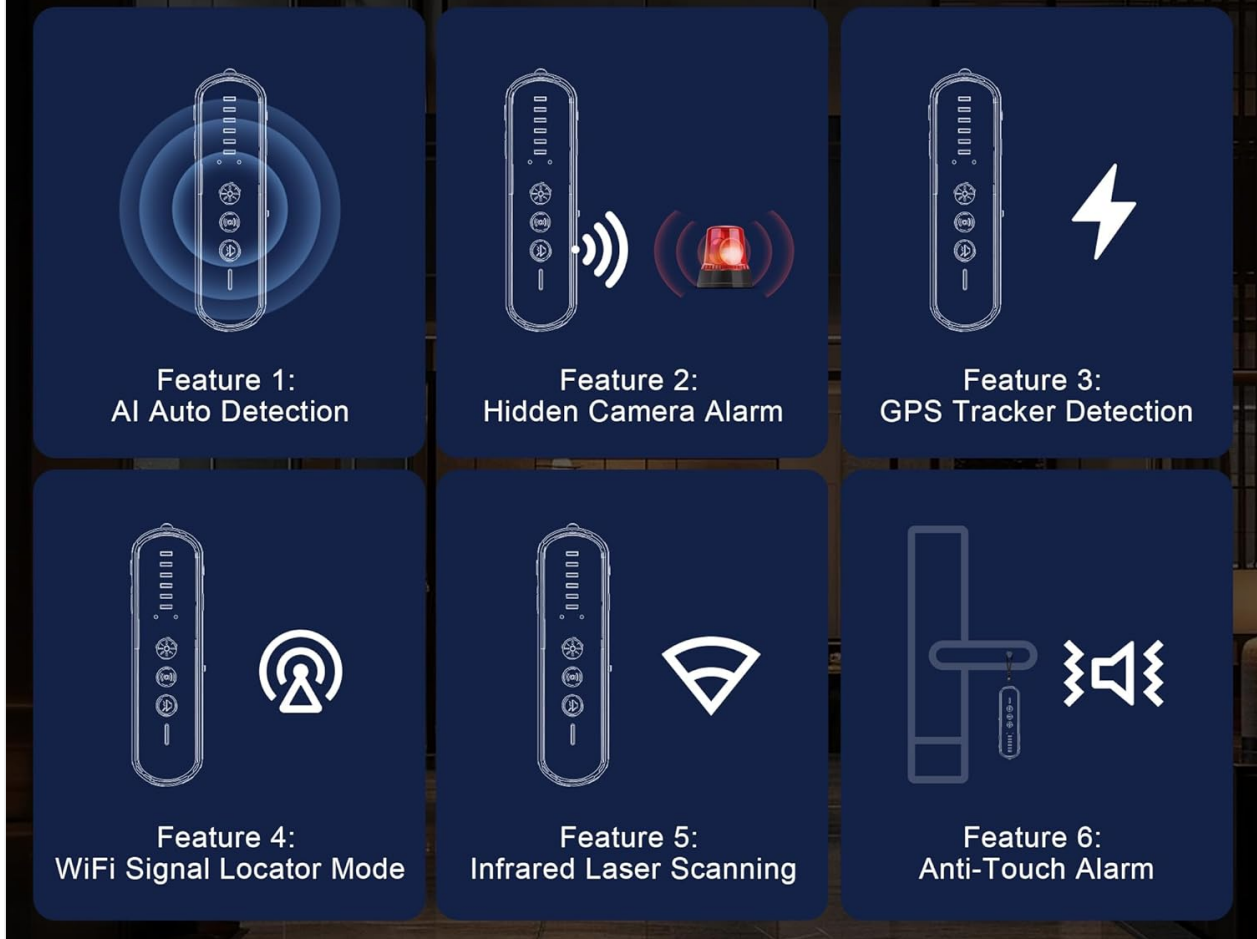 Feature 1:
AI Auto Detection
Feature 2:
Hidden Camera Alarm
Feature 3:
GPS Tracker Detection
Feature 4:
WiFi Signal Locator Mode
Feature 5:
Infrared Laser Scanning
Feature 6:
Anti-Touch Alarm